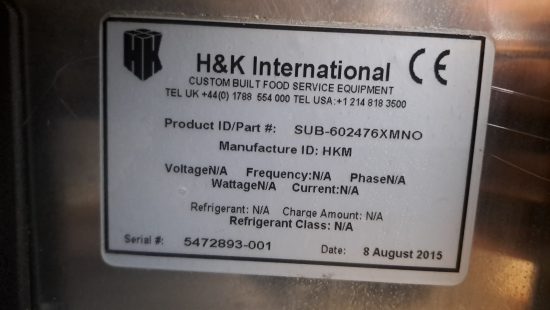 HK
H&K International CE
CUSTOM BUILT FOOD SERVICE EQUIPMENT
TEL UK +44(0) 1788 554 000 TEL USA:+1 214 818 3500
Product ID/Part #: SUB-602476XMNO
Manufacture ID: HKM
VoltageN/A Frequency:N/A PhaseN/A
WattageN/A Current:N/A
Refrigerant: N/A Charge Amount: N/A
Refrigerant Class: N/A
Serial #: 5472893-001 Date: 8 August 2015